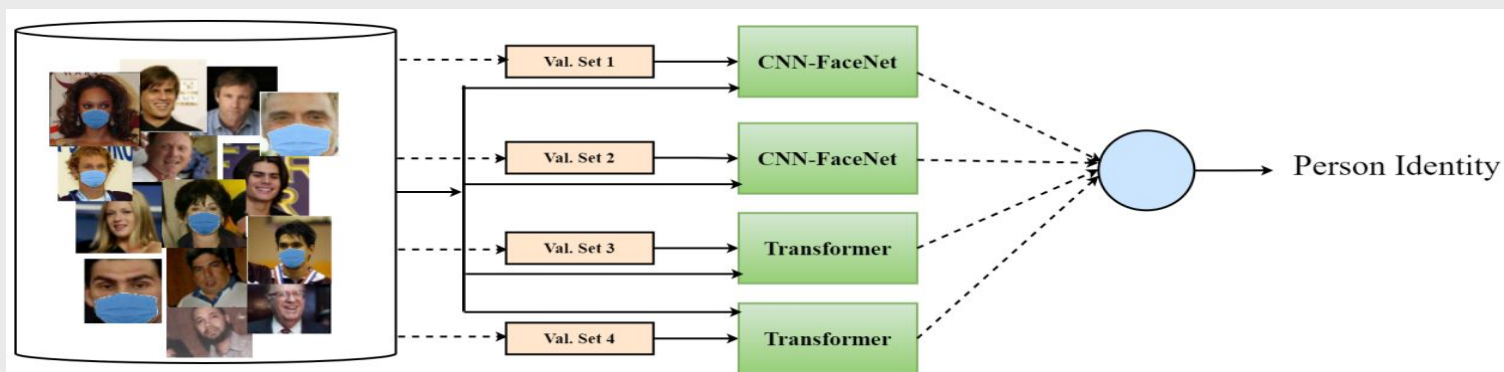 Val. Set 1
CNN-FaceNet
Val. Set 2
CNN-FaceNet
Person Identity
Val. Set 3
Transformer
Val. Set 4
Transformer